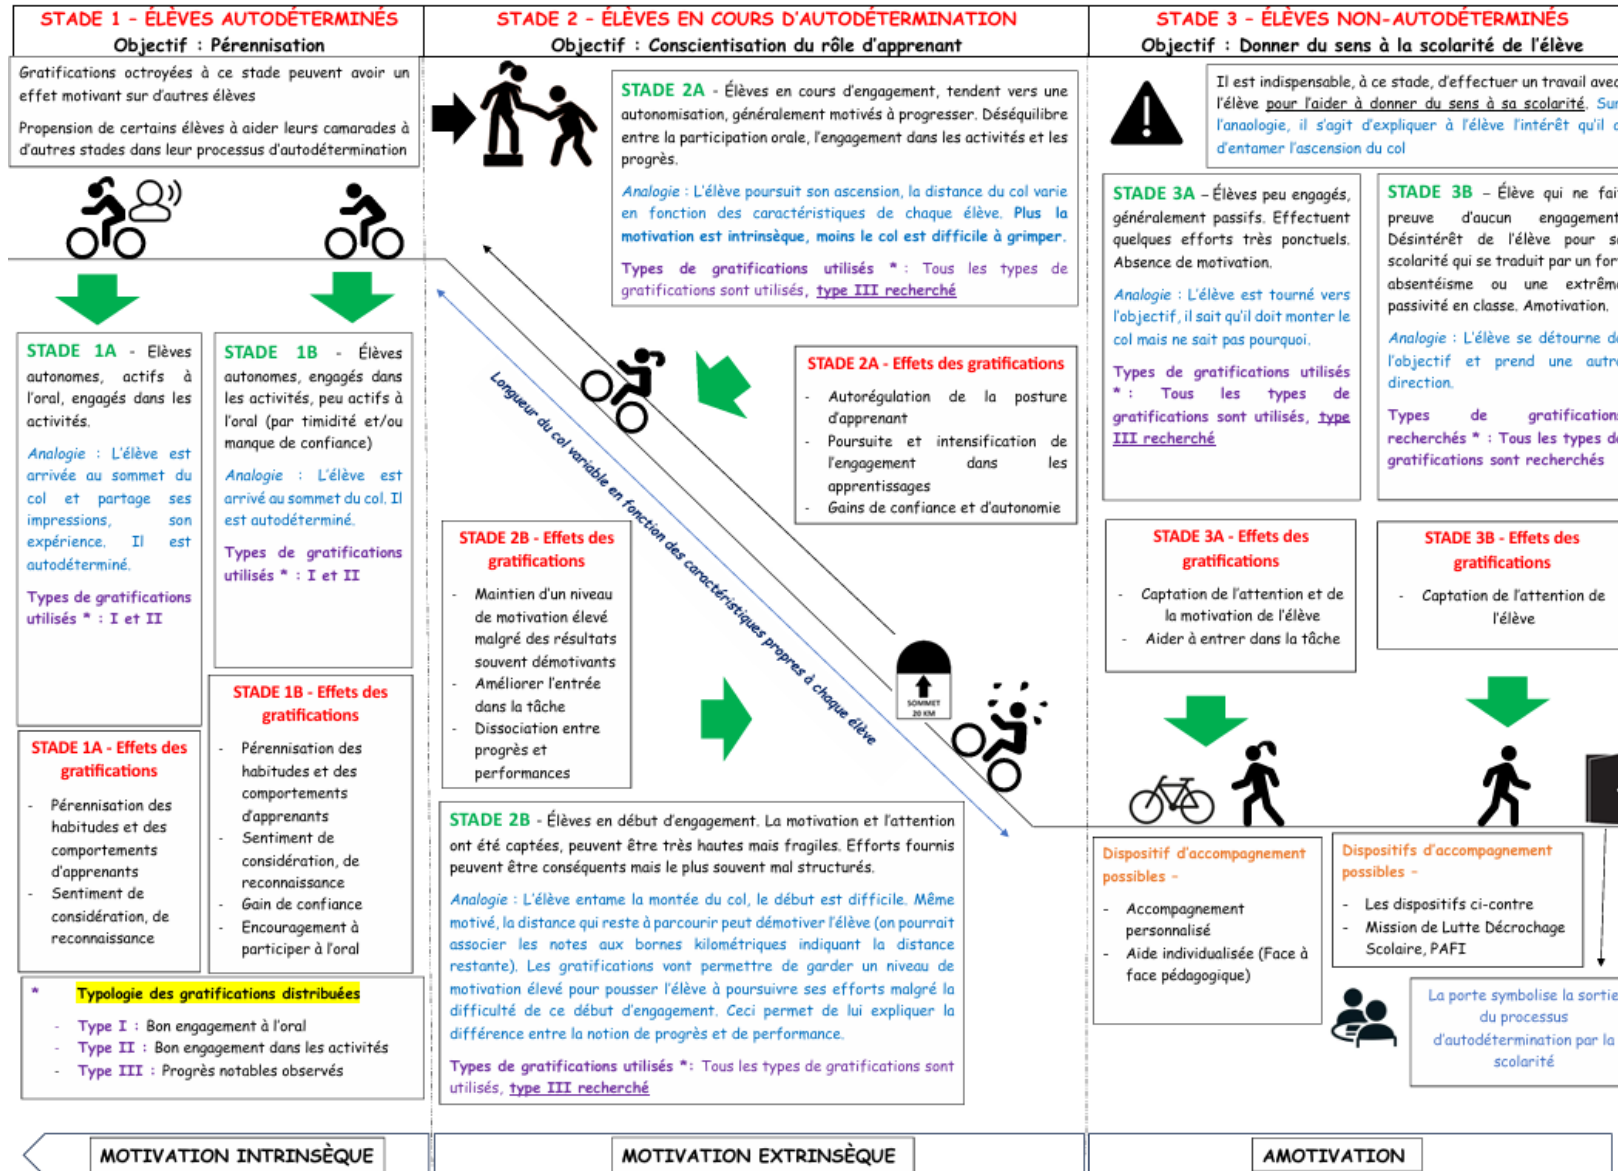 STADE 1 – ÉLÈVES AUTODÉTERMINÉS
Objectif : Pérennisation
Gratifications octroyées à ce stade peuvent avoir un
effet motivant sur d'autres élèves
Propension de certains élèves à aider leurs camarades à
d'autres stades dans leur processus d'autodétermination
STADE 1A - Elèves
autonomes, actifs à
l'oral, engagés dans les
activités.
Analogie : L'élève est
arrivée au sommet du
col et partage ses
impressions, son
expérience. Il est
autodéterminé.
Types de gratifications
utilisés * : I et II
STADE 1B - Élèves
autonomes, engagés dans
les activités, peu actifs à
l'oral (par timidité et/ou
manque de confiance)
Analogie : L'élève est
arrivé au sommet du col. Il
est autodéterminé.
Types de gratifications
utilisés * : I et II
STADE 1A - Effets des
gratifications
- Pérennisation des
habitudes et des
comportements
d'apprenants
- Sentiment de
considération, de
reconnaissance
STADE 1B - Effets des
gratifications
- Pérennisation des
habitudes et des
comportements
d'apprenants
- Sentiment de
considération, de
reconnaissance
- Gain de confiance
- Encouragement à
participer à l'oral
* Typologie des gratifications distribuées
- Type I : Bon engagement à l'oral
- Type II : Bon engagement dans les activités
- Type III : Progrès notables observés
MOTIVATION INTRINSÈQUE
STADE 2 – ÉLÈVES EN COURS D'AUTODÉTERMINATION
Objectif : Conscientisation du rôle d'apprenant
STADE 2A - Élèves en cours d'engagement, tendent vers une
autonomisation, généralement motivés à progresser. Déséquilibre
entre la participation orale, l'engagement dans les activités et les
progrès.
Analogie : L'élève poursuit son ascension, la distance du col varie
en fonction des caractéristiques de chaque élève. Plus la
motivation est intrinsèque, moins le col est difficile à grimper.
Types de gratifications utilisés * : Tous les types de
gratifications sont utilisés, type III recherché
STADE 2A - Effets des gratifications
- Autorégulation de la posture
d'apprenant
- Poursuite et intensification de
l'engagement dans les
apprentissages
- Gains de confiance et d'autonomie
Longueur du col variable en fonction des caractéristiques propres à chaque élève
STADE 2B - Effets des
gratifications
- Maintien d'un niveau
de motivation élevé
malgré des résultats
souvent démotivants
- Améliorer l'entrée
dans la tâche
- Dissociation entre
progrès et
performances
SOMMET
20 KM
STADE 2B - Élèves en début d'engagement. La motivation et l'attention
ont été captées, peuvent être très hautes mais fragiles. Efforts fournis
peuvent être conséquents mais le plus souvent mal structurés.
Analogie : L'élève entame la montée du col, le début est difficile. Même
motivé, la distance qui reste à parcourir peut démotiver l'élève (on pourrait
associer les notes aux bornes kilométriques indiquant la distance
restante). Les gratifications vont permettre de garder un niveau de
motivation élevé pour pousser l'élève à poursuivre ses efforts malgré la
difficulté de ce début d'engagement. Ceci permet de lui expliquer la
différence entre la notion de progrès et de performance.
Types de gratifications utilisés *: Tous les types de gratifications sont
utilisés, type III recherché
MOTIVATION EXTRINSÈQUE
STADE 3 – ÉLÈVES NON-AUTODÉTERMINÉS
Objectif : Donner du sens à la scolarité de l'élève
Il est indispensable, à ce stade, d'effectuer un travail avec
l'élève pour l'aider à donner du sens à sa scolarité. Sur
l'anaologie, il s'agit d'expliquer à l'élève l'intérêt qu'il
d'entamer l'ascension du col
STADE 3A – Élèves peu engagés,
généralement passifs. Effectuent
quelques efforts très ponctuels.
Absence de motivation.
Analogie : L'élève est tourné vers
l'objectif, il sait qu'il doit monter le
col mais ne sait pas pourquoi.
Types de gratifications utilisés
* : Tous les types de
gratifications sont utilisés, type
III recherché
STADE 3B – Élève qui ne fait
preuve d'aucun engagement
Désintérêt de l'élève pour sa
scolarité qui se traduit par un fort
absentéisme ou une extrême
passivité en classe. Amotivation.
Analogie : L'élève se détourne de
l'objectif et prend une autre
direction.
Types de gratifications
recherchés * : Tous les types de
gratifications sont recherchés
STADE 3A - Effets des
gratifications
- Captation de l'attention et de
la motivation de l'élève
- Aider à entrer dans la tâche
STADE 3B - Effets des
gratifications
- Captation de l'attention de
l'élève
Dispositif d'accompagnement
possibles –
- Accompagnement
personnalisé
- Aide individualisée (Face à
face pédagogique)
Dispositifs d'accompagnement
possibles –
- Les dispositifs ci-contre
- Mission de Lutte Décrochage
Scolaire, PAFI
La porte symbolise la sortie
du processus
d'autodétermination par la
scolarité
AMOTIVATION